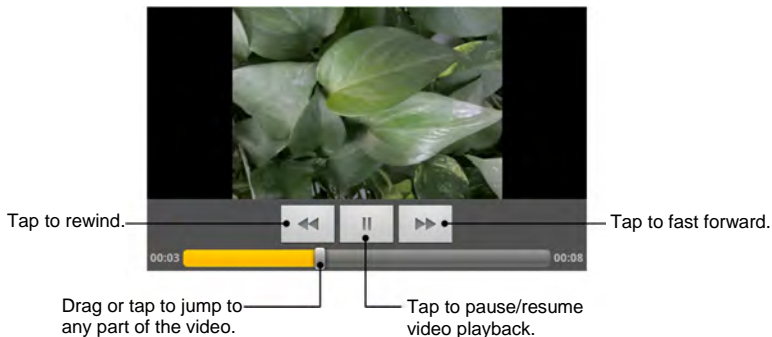 Tap to rewind.
Tap to fast forward.
00:03
00:08
Drag or tap to jump to
any part of the video.
Tap to pause/resume
video playback.